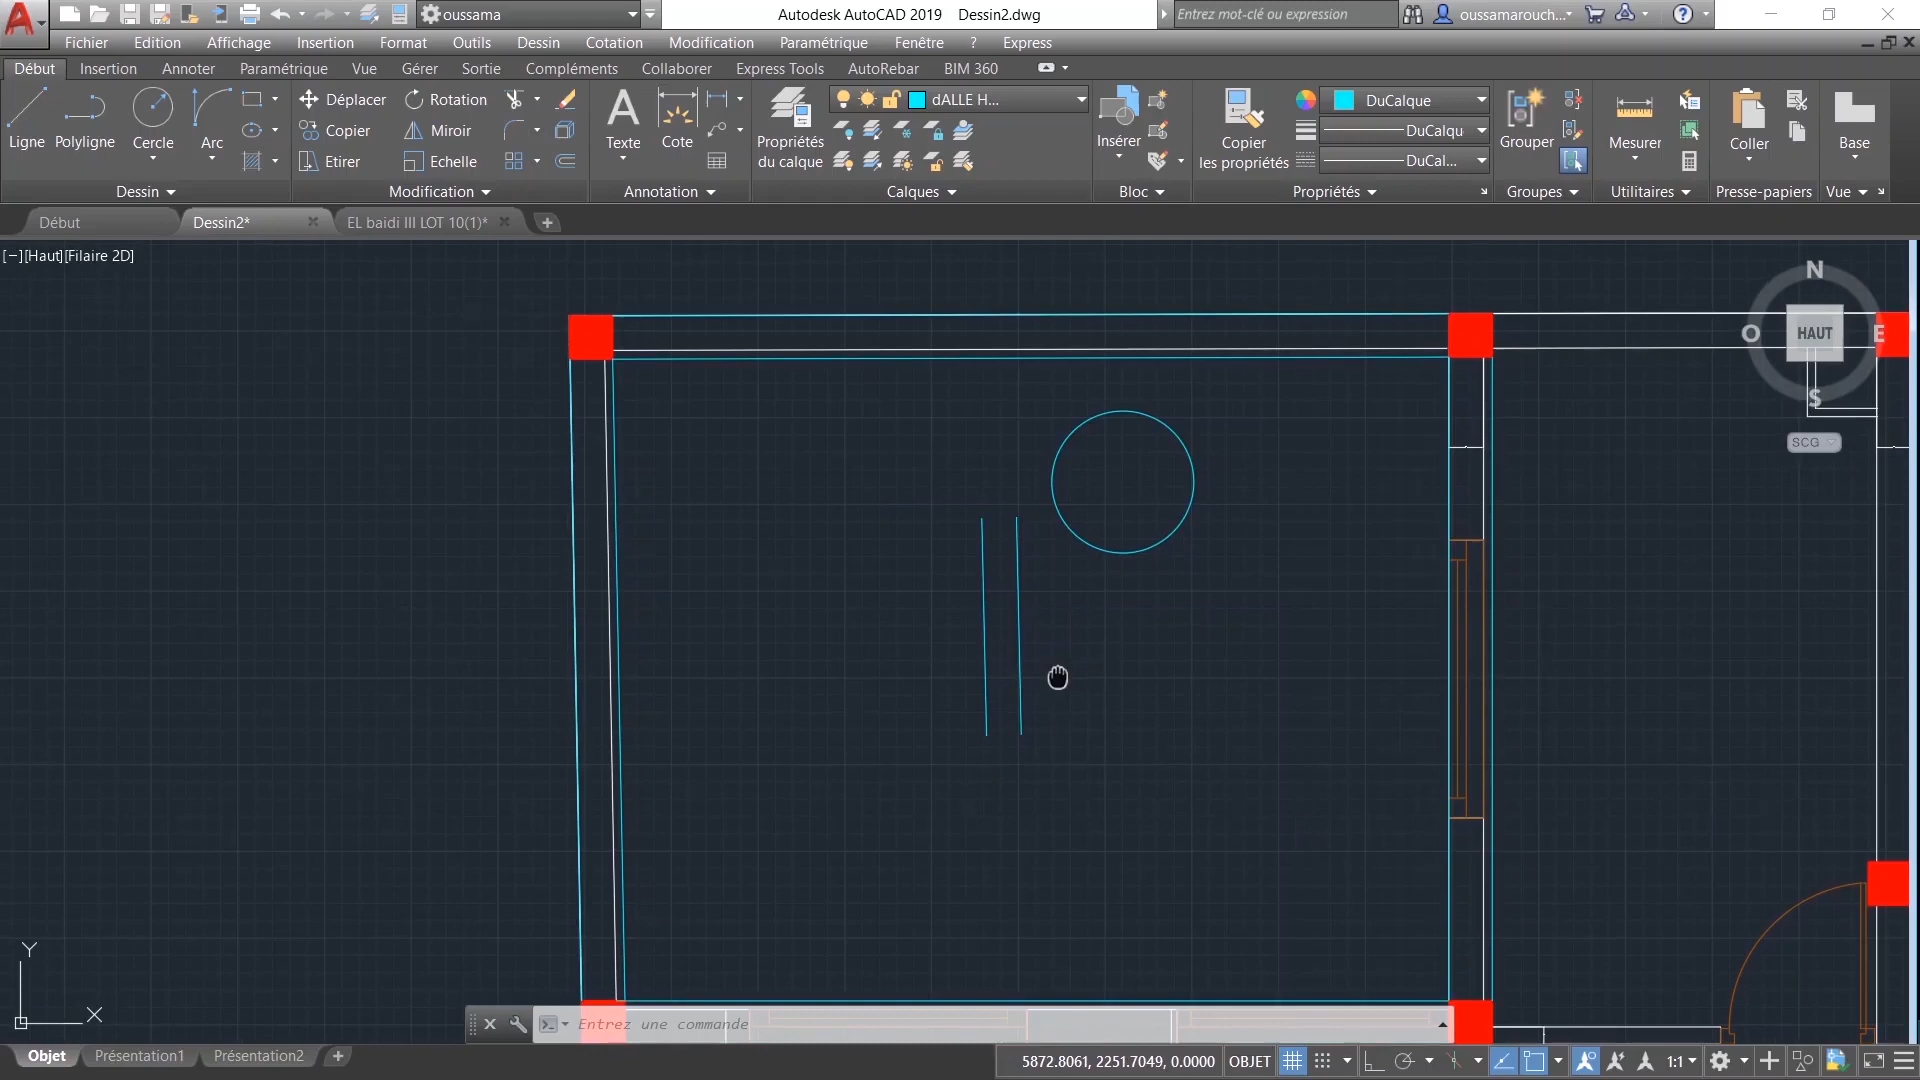 oussama
Autodesk AutoCAD 2019 Dessin2.dwg
Entrez mot-clé ou expression
oussamarouch...
Fichier Edition Affichage Insertion Format Outils Dessin Cotation Modification Paramétrique Fenêtre ? Express
Début Insertion Annoter Paramétrique Vue Gérer Sortie Compléments Collaborer Express Tools AutoRebar BIM 360
Ligne Polyligne Cercle Arc
Déplacer Rotation
Copier Miroir
Etirer Echelle
Texte Cote
Propriétés
du calque
dALLE H...
Insérer
Copier
les propriétés
DuCalque
DuCalqu
DuCal...
Grouper
Mesurer
Coller
Base
Dessin Modification Annotation Calques Bloc Propriétés Groupes Utilitaires Presse-papiers Vue
Début Dessin2* EL baidi III LOT 10(1)*
[−][Haut][Filaire 2D]
N
O HAUT E
S
SCG
Y
X
Entrez une commande
Objet Présentation1 Présentation2 +
5872.8061, 2251.7049, 0.0000 OBJET 1:1